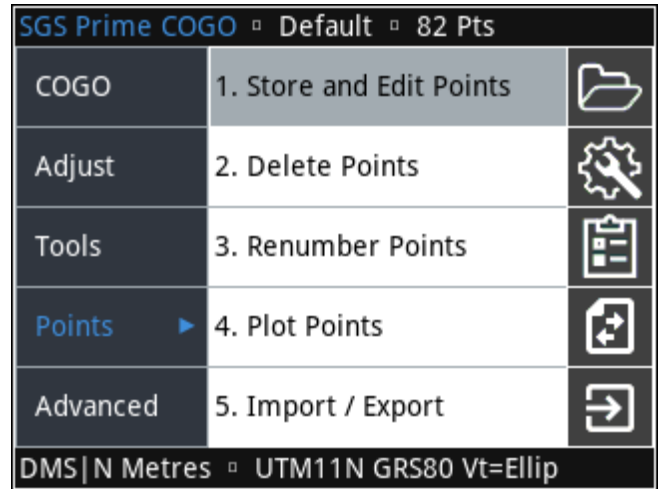 SGS Prime COGO ▫ Default ▫ 82 Pts
COGO
1. Store and Edit Points
Adjust
2. Delete Points
Tools
3. Renumber Points
Points ▶
4. Plot Points
Advanced
5. Import / Export
DMS|N Metres ▫ UTM11N GRS80 Vt=Ellip